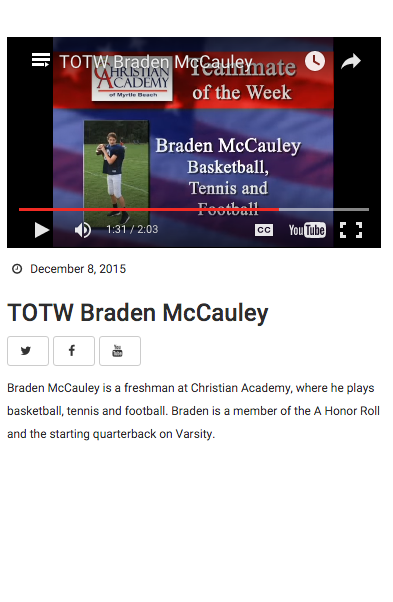 TOTW Braden McCauley
CHRISTIAN
ACADEMY
of Myrtle Beach
Teammate
of the Week
Braden McCauley
Basketball,
Tennis and
Football
1:31 / 2:03
CC
YouTube
December 8, 2015
TOTW Braden McCauley
You
Tube
Braden McCauley is a freshman at Christian Academy, where he plays
basketball, tennis and football. Braden is a member of the A Honor Roll
and the starting quarterback on Varsity.